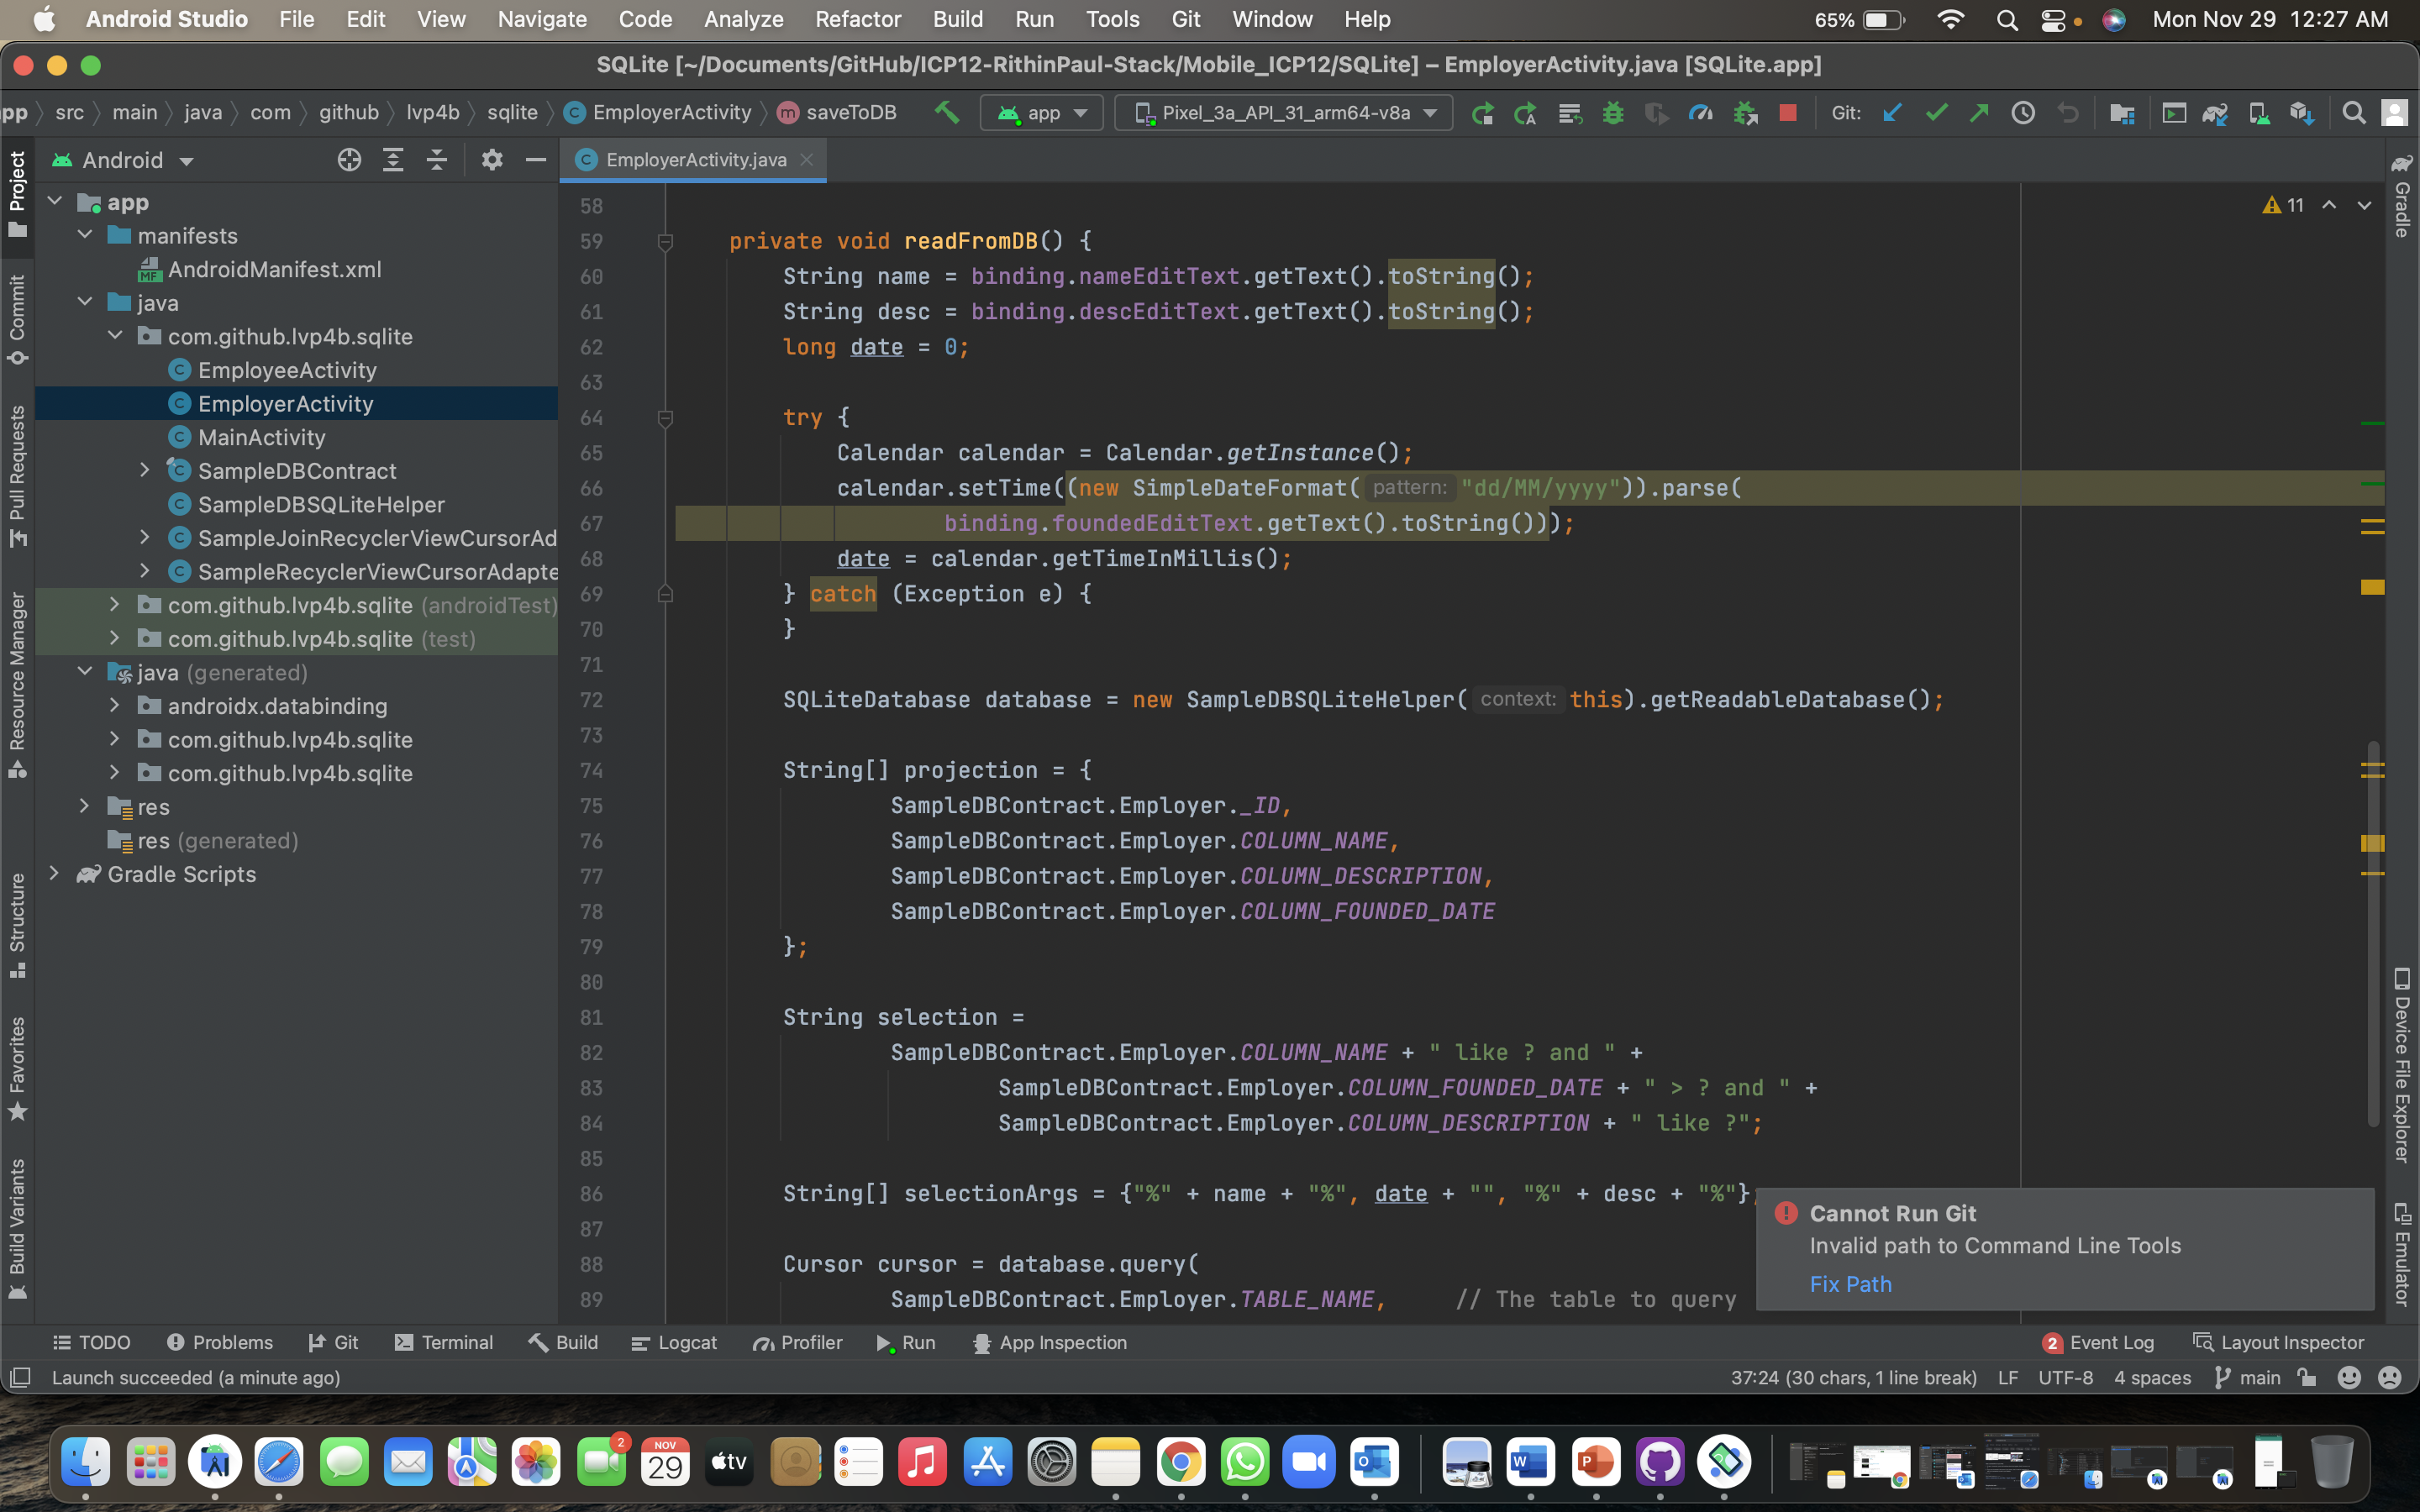 Android Studio File Edit View Navigate Code Analyze Refactor Build Run Tools Git Window Help 65% Mon Nov 29 12:27 AM
SQLite [~/Documents/GitHub/ICP12-RithinPaul-Stack/Mobile_ICP12/SQLite] – EmployerActivity.java [SQLite.app]
pp src main java com github lvp4b sqlite C EmployerActivity m saveToDB app Pixel_3a_API_31_arm64-v8a Git:
Project
Commit
Pull Requests
Resource Manager
Structure
Favorites
Build Variants
Android
app
manifests
MF AndroidManifest.xml
java
com.github.lvp4b.sqlite
C EmployeeActivity
C EmployerActivity
C MainActivity
C SampleDBContract
C SampleDBSQLiteHelper
C SampleJoinRecyclerViewCursorAd
C SampleRecyclerViewCursorAdapte
com.github.lvp4b.sqlite (androidTest)
com.github.lvp4b.sqlite (test)
java (generated)
androidx.databinding
com.github.lvp4b.sqlite
com.github.lvp4b.sqlite
res
res (generated)
Gradle Scripts
C EmployerActivity.java
11
58
59 private void readFromDB() {
60 String name = binding.nameEditText.getText().toString();
61 String desc = binding.descEditText.getText().toString();
62 long date = 0;
63
64 try {
65 Calendar calendar = Calendar.getInstance();
66 calendar.setTime((new SimpleDateFormat( pattern: "dd/MM/yyyy")).parse(
67 binding.foundedEditText.getText().toString()));
68 date = calendar.getTimeInMillis();
69 } catch (Exception e) {
70 }
71
72 SQLiteDatabase database = new SampleDBSQLiteHelper( context: this).getReadableDatabase();
73
74 String[] projection = {
75 SampleDBContract.Employer._ID,
76 SampleDBContract.Employer.COLUMN_NAME,
77 SampleDBContract.Employer.COLUMN_DESCRIPTION,
78 SampleDBContract.Employer.COLUMN_FOUNDED_DATE
79 };
80
81 String selection =
82 SampleDBContract.Employer.COLUMN_NAME + " like ? and " +
83 SampleDBContract.Employer.COLUMN_FOUNDED_DATE + " > ? and " +
84 SampleDBContract.Employer.COLUMN_DESCRIPTION + " like ?";
85
86 String[] selectionArgs = {"%" + name + "%", date + "", "%" + desc + "%"};
87
88 Cursor cursor = database.query(
89 SampleDBContract.Employer.TABLE_NAME, // The table to query
Cannot Run Git
Invalid path to Command Line Tools
Fix Path
Gradle
Device File Explorer
Emulator
TODO Problems Git Terminal Build Logcat Profiler Run App Inspection 2 Event Log Layout Inspector
Launch succeeded (a minute ago) 37:24 (30 chars, 1 line break) LF UTF-8 4 spaces main
2
NOV
29
tv
W
P